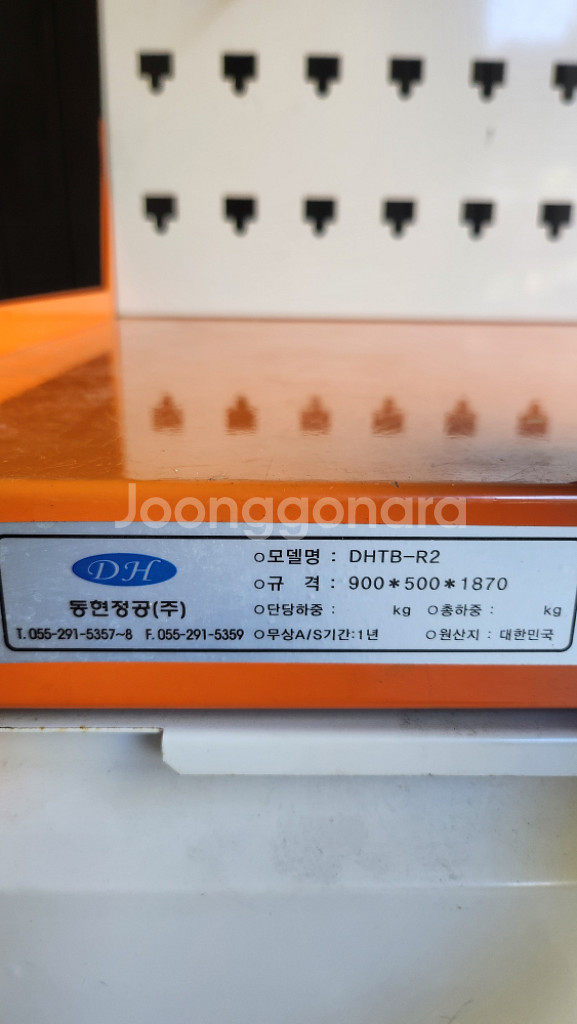 Joonggonara
DH
동현정공(주)
T. 055-291-5357~8 F. 055-291-5359
○모델명 : DHTB-R2
○규 격 : 900*500*1870
○단당하중 : kg ○총하중 : kg
○무상A/S기간:1년 ○원산지 : 대한민국